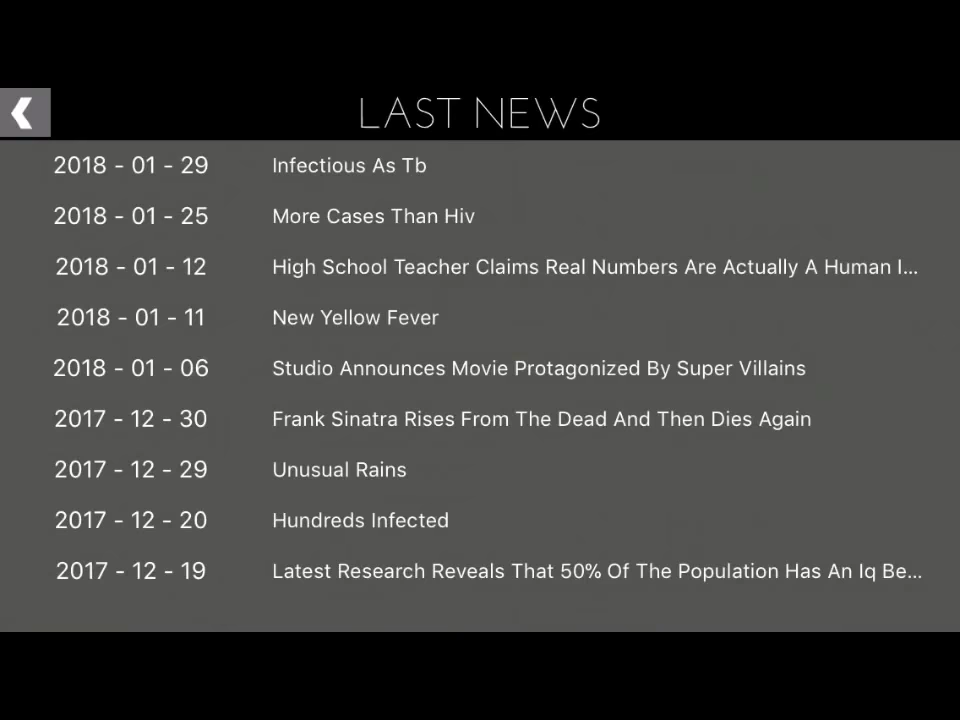 LAST NEWS
2018 - 01 - 29 Infectious As Tb
2018 - 01 - 25 More Cases Than Hiv
2018 - 01 - 12 High School Teacher Claims Real Numbers Are Actually A Human I...
2018 - 01 - 11 New Yellow Fever
2018 - 01 - 06 Studio Announces Movie Protagonized By Super Villains
2017 - 12 - 30 Frank Sinatra Rises From The Dead And Then Dies Again
2017 - 12 - 29 Unusual Rains
2017 - 12 - 20 Hundreds Infected
2017 - 12 - 19 Latest Research Reveals That 50% Of The Population Has An Iq Be...